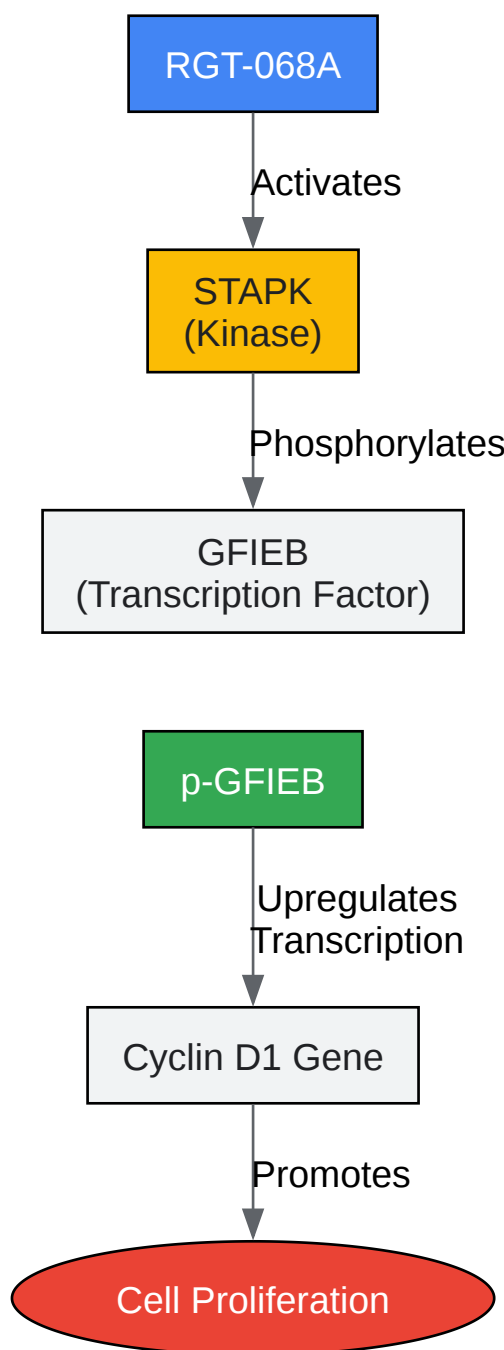 RGT-068A
Activates
STAPK
(Kinase)
Phosphorylates
GFIEB
(Transcription Factor)
p-GFIEB
Upregulates
Transcription
Cyclin D1 Gene
Promotes
Cell Proliferation